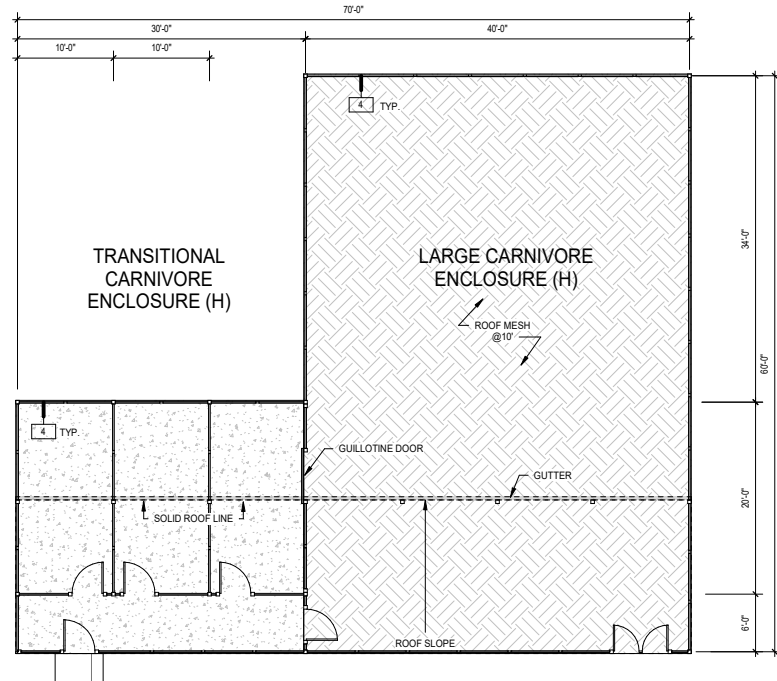 70'-0"
30'-0"
40'-0"
10'-0"
10'-0"
4
TYP.
TRANSITIONAL
CARNIVORE
ENCLOSURE (H)
LARGE CARNIVORE
ENCLOSURE (H)
ROOF MESH
@10'
34'-0"
60'-0"
4
TYP.
GUILLOTINE DOOR
GUTTER
SOLID ROOF LINE
20'-0"
ROOF SLOPE
6'-0"